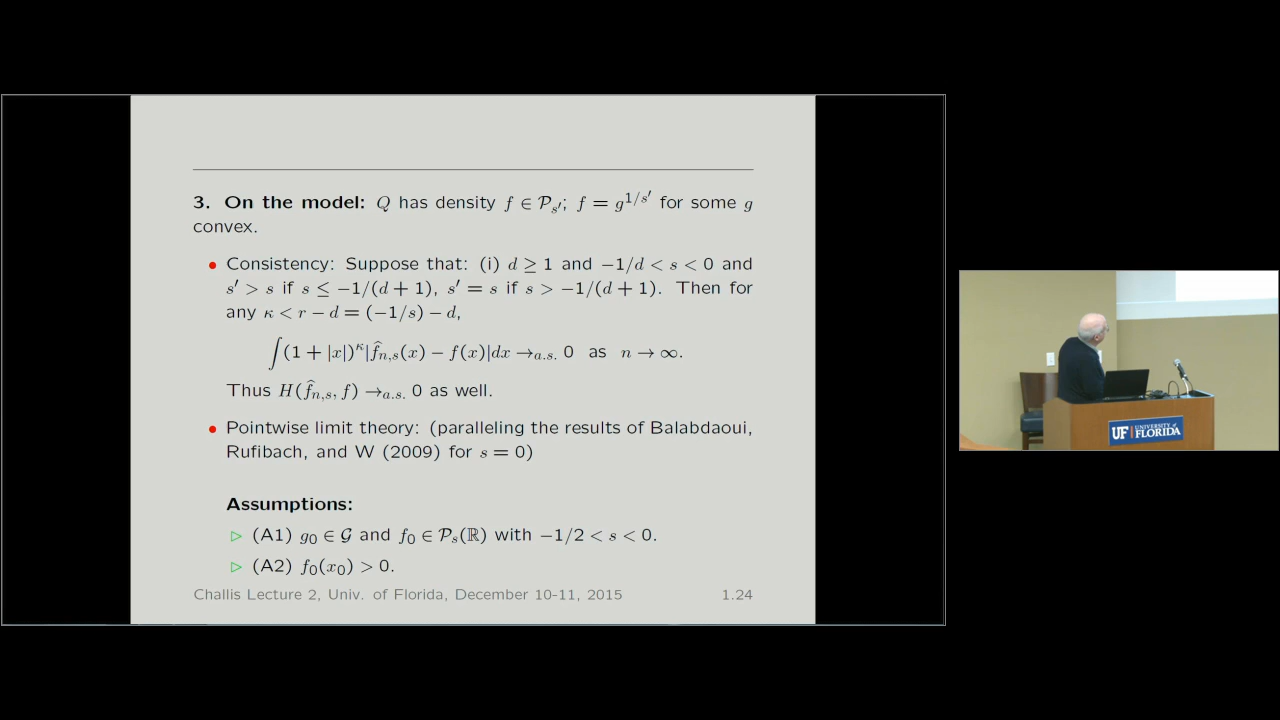 3. On the model: Q has density f ∈ 𝒫_{s′}; f = g^{1/s′} for some g
convex.
• Consistency: Suppose that: (i) d ≥ 1 and −1/d < s < 0 and
s′ > s if s ≤ −1/(d + 1), s′ = s if s > −1/(d + 1). Then for
any κ < r − d = (−1/s) − d,
∫(1 + |x|)^κ|f̂_{n,s}(x) − f(x)|dx →_{a.s.} 0 as n → ∞.
Thus H(f̂_{n,s}, f) →_{a.s.} 0 as well.
• Pointwise limit theory: (paralleling the results of Balabdaoui,
Rufibach, and W (2009) for s = 0)
Assumptions:
▷ (A1) g₀ ∈ 𝒢 and f₀ ∈ 𝒫_s(ℝ) with −1/2 < s < 0.
▷ (A2) f₀(x₀) > 0.
Challis Lecture 2, Univ. of Florida, December 10-11, 2015 1.24
UF UNIVERSITY of
FLORIDA